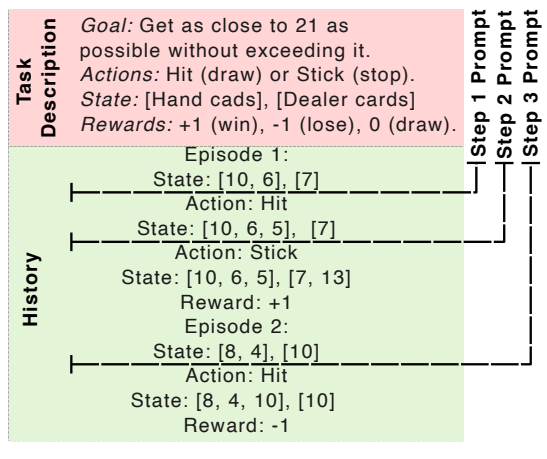 Task
Description
Goal: Get as close to 21 as
possible without exceeding it.
Actions: Hit (draw) or Stick (stop).
State: [Hand cads], [Dealer cards]
Rewards: +1 (win), -1 (lose), 0 (draw).
Step 1 Prompt
Step 2 Prompt
Step 3 Prompt
History
Episode 1:
State: [10, 6], [7]
Action: Hit
State: [10, 6, 5], [7]
Action: Stick
State: [10, 6, 5], [7, 13]
Reward: +1
Episode 2:
State: [8, 4], [10]
Action: Hit
State: [8, 4, 10], [10]
Reward: -1